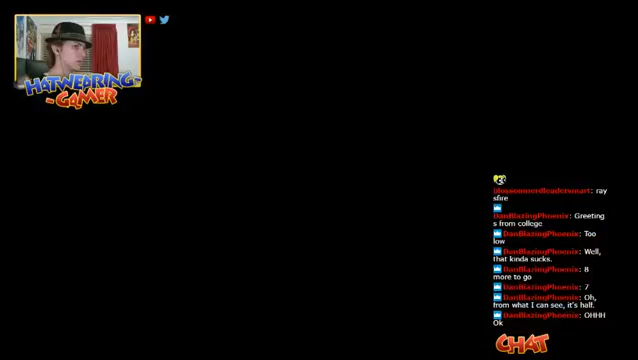 HATWEARING-
-GAMER
blossomnerdleadersmart: ray
sfire
DanBlazingPhoenix: Greeting
s from college
DanBlazingPhoenix: Too
low
DanBlazingPhoenix: Well,
that kinda sucks.
DanBlazingPhoenix: 8
more to go
DanBlazingPhoenix: 7
DanBlazingPhoenix: Oh,
from what I can see, it's half.
DanBlazingPhoenix: OHHH
Ok
CHAT